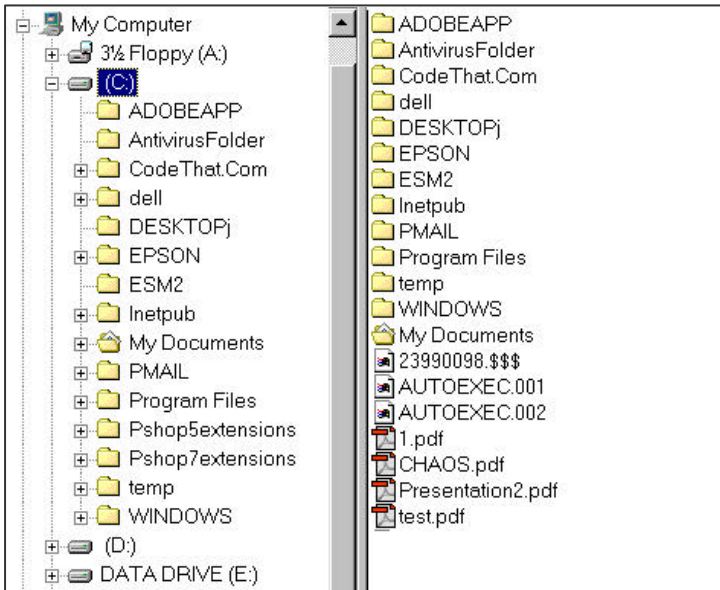 My Computer
3½ Floppy (A:)
(C:)
ADOBEAPP
AntivirusFolder
CodeThat.Com
dell
DESKTOPj
EPSON
ESM2
Inetpub
My Documents
PMAIL
Program Files
Pshop5extensions
Pshop7extensions
temp
WINDOWS
(D:)
DATA DRIVE (E:)
ADOBEAPP
AntivirusFolder
CodeThat.Com
dell
DESKTOPj
EPSON
ESM2
Inetpub
PMAIL
Program Files
temp
WINDOWS
My Documents
23990098.$$$
AUTOEXEC.001
AUTOEXEC.002
1.pdf
CHAOS.pdf
Presentation2.pdf
test.pdf